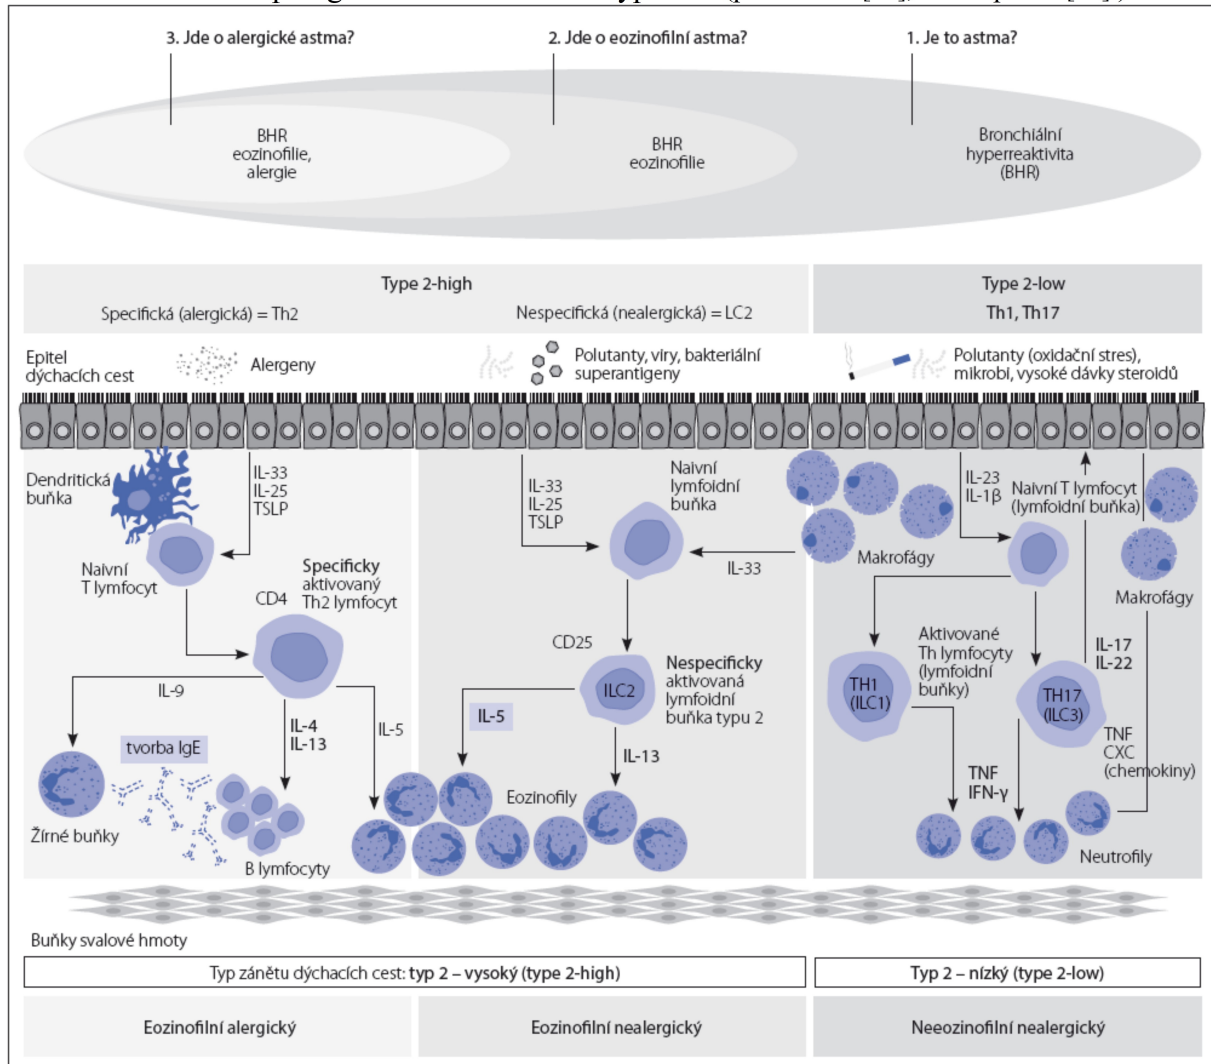 3. Jde o alergické astma?
2. Jde o eozinofilní astma?
1. Je to astma?
BHR
eozinofilie,
alergie
BHR
eozinofilie
Bronchiální
hyperreaktivita
(BHR)
Type 2-high
Specifická (alergická) = Th2
Nespecifická (nealergická) = LC2
Type 2-low
Th1, Th17
Epitel
dýchacích cest
Alergeny
Polutanty, viry, bakteriální
superantigeny
Polutanty (oxidační stres),
mikrobi, vysoké dávky steroidů
Dendritická
buňka
IL-33
IL-25
TSLP
Naivní
T lymfocyt
CD4
Specificky
aktivovaný
Th2 lymfocyt
IL-9
IL-4
IL-13
IL-5
tvorba IgE
Žírné buňky
B lymfocyty
IL-33
IL-25
TSLP
Naivní
lymfoidní
buňka
IL-33
Makrofágy
CD25
ILC2
Nespecificky
aktivovaná
lymfoidní
buňka typu 2
IL-5
IL-13
Eozinofily
IL-23
IL-1β
Naivní T lymfocyt
(lymfoidní buňka)
Makrofágy
Aktivované
Th lymfocyty
(lymfoidní
buňky)
TH1
(ILC1)
TH17
(ILC3)
IL-17
IL-22
TNF
CXC
(chemokiny)
TNF
IFN-γ
Neutrofily
Buňky svalové hmoty
Typ zánětu dýchacích cest: typ 2 – vysoký (type 2-high)
Typ 2 – nízký (type 2-low)
Eozinofilní alergický
Eozinofilní nealergický
Neeozinofilní nealergický